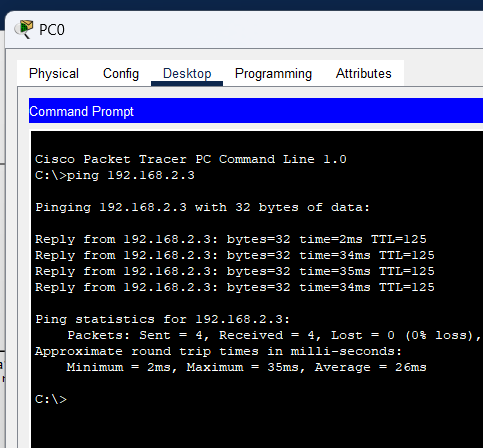 PC0
Physical Config Desktop Programming Attributes
Command Prompt
Cisco Packet Tracer PC Command Line 1.0
C:\>ping 192.168.2.3
Pinging 192.168.2.3 with 32 bytes of data:
Reply from 192.168.2.3: bytes=32 time=2ms TTL=125
Reply from 192.168.2.3: bytes=32 time=34ms TTL=125
Reply from 192.168.2.3: bytes=32 time=35ms TTL=125
Reply from 192.168.2.3: bytes=32 time=34ms TTL=125
Ping statistics for 192.168.2.3:
Packets: Sent = 4, Received = 4, Lost = 0 (0% loss),
Approximate round trip times in milli-seconds:
Minimum = 2ms, Maximum = 35ms, Average = 26ms
C:\>